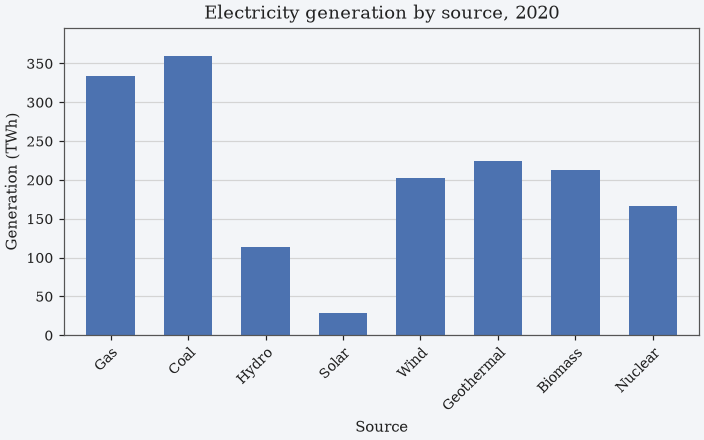 Electricity generation by source, 2020
Generation (TWh)
350
300
250
200
150
100
50
0
Gas
Coal
Hydro
Solar
Wind
Geothermal
Biomass
Nuclear
Source